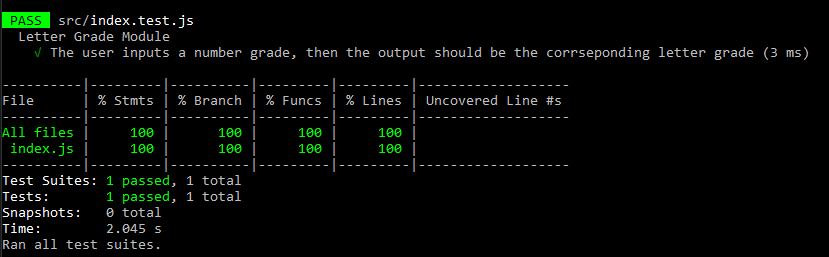 PASS src/index.test.js
Letter Grade Module
√ The user inputs a number grade, then the output should be the corrseponding letter grade (3 ms)
----------|---------|----------|---------|---------|-------------------
File      | % Stmts | % Branch | % Funcs | % Lines | Uncovered Line #s
----------|---------|----------|---------|---------|-------------------
All files |     100 |      100 |     100 |     100 |
 index.js |     100 |      100 |     100 |     100 |
----------|---------|----------|---------|---------|-------------------
Test Suites: 1 passed, 1 total
Tests:       1 passed, 1 total
Snapshots:   0 total
Time:        2.045 s
Ran all test suites.